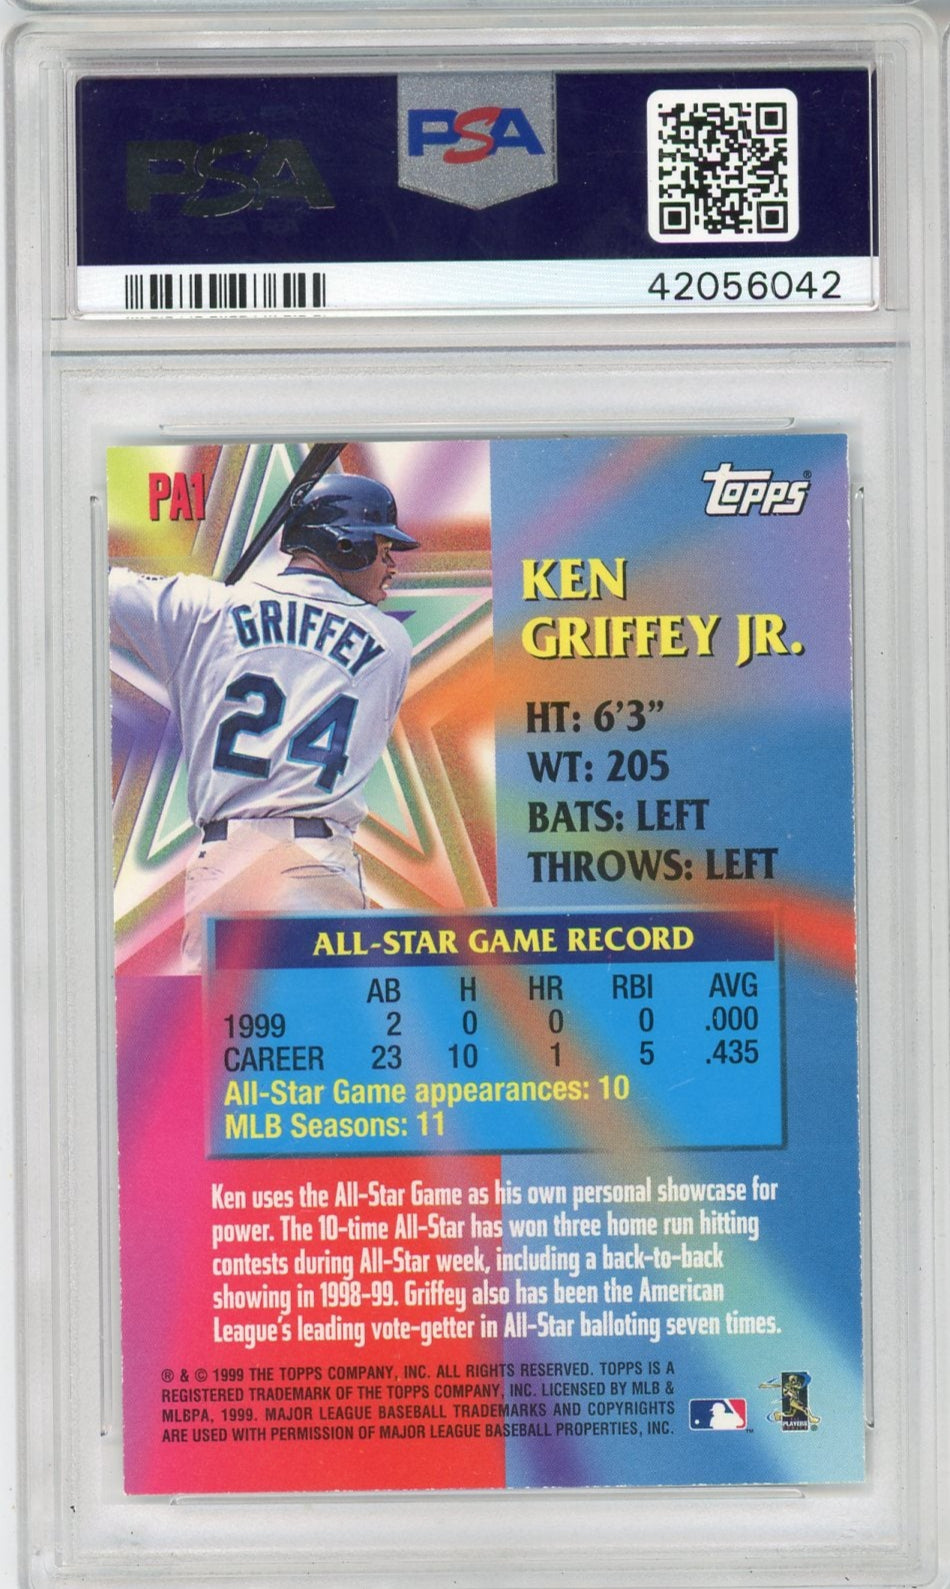 PSA
PSA
42056042
PA1
TOPPS®
GRIFFEY
24
KEN
GRIFFEY JR.
HT: 6'3"
WT: 205
BATS: LEFT
THROWS: LEFT
ALL-STAR GAME RECORD
AB H HR RBI AVG
1999 2 0 0 0 .000
CAREER 23 10 1 5 .435
All-Star Game appearances: 10
MLB Seasons: 11
Ken uses the All-Star Game as his own personal showcase for
power. The 10-time All-Star has won three home run hitting
contests during All-Star week, including a back-to-back
showing in 1998-99. Griffey also has been the American
League's leading vote-getter in All-Star balloting seven times.
® & © 1999 THE TOPPS COMPANY, INC. ALL RIGHTS RESERVED. TOPPS IS A
REGISTERED TRADEMARK OF THE TOPPS COMPANY, INC. LICENSED BY MLB &
MLBPA, 1999. MAJOR LEAGUE BASEBALL TRADEMARKS AND COPYRIGHTS
ARE USED WITH PERMISSION OF MAJOR LEAGUE BASEBALL PROPERTIES, INC.
PLAYERS